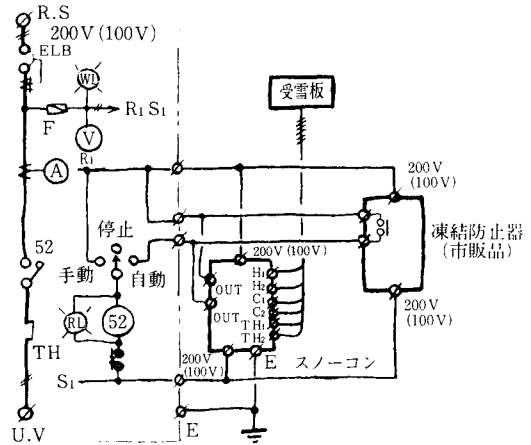 R.S
200V(100V)
ELB
WL
F
R1 S1
V
受雪板
R1
A
200V
(100V)
停止
52
手動
自動
200V(100V)
凍結防止器
(市販品)
H1
H2
C1
C2
TH1
TH2
OUT
OUT
RL
52
TH
200V
(100V)
200V
(100V)
E
スノーコン
S1
U.V
E